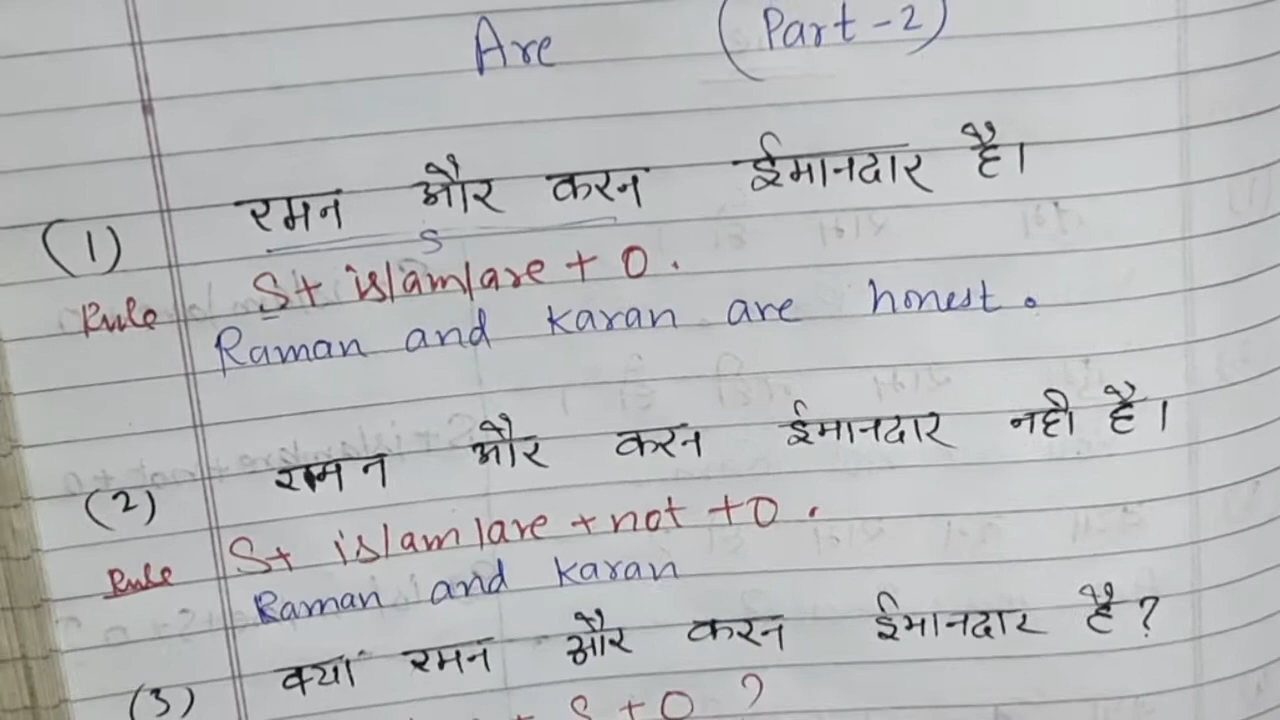 Are (Part-2)
(1) रमन और करन ईमानदार है।
S
Rule S+ is/am/are + O.
Raman and karan are honest.
(2) रमन और करन ईमानदार नही है।
Rule S+ is/am/are + not + O.
Raman and karan
(3) क्या रमन और करन ईमानदार है?
S + O ?